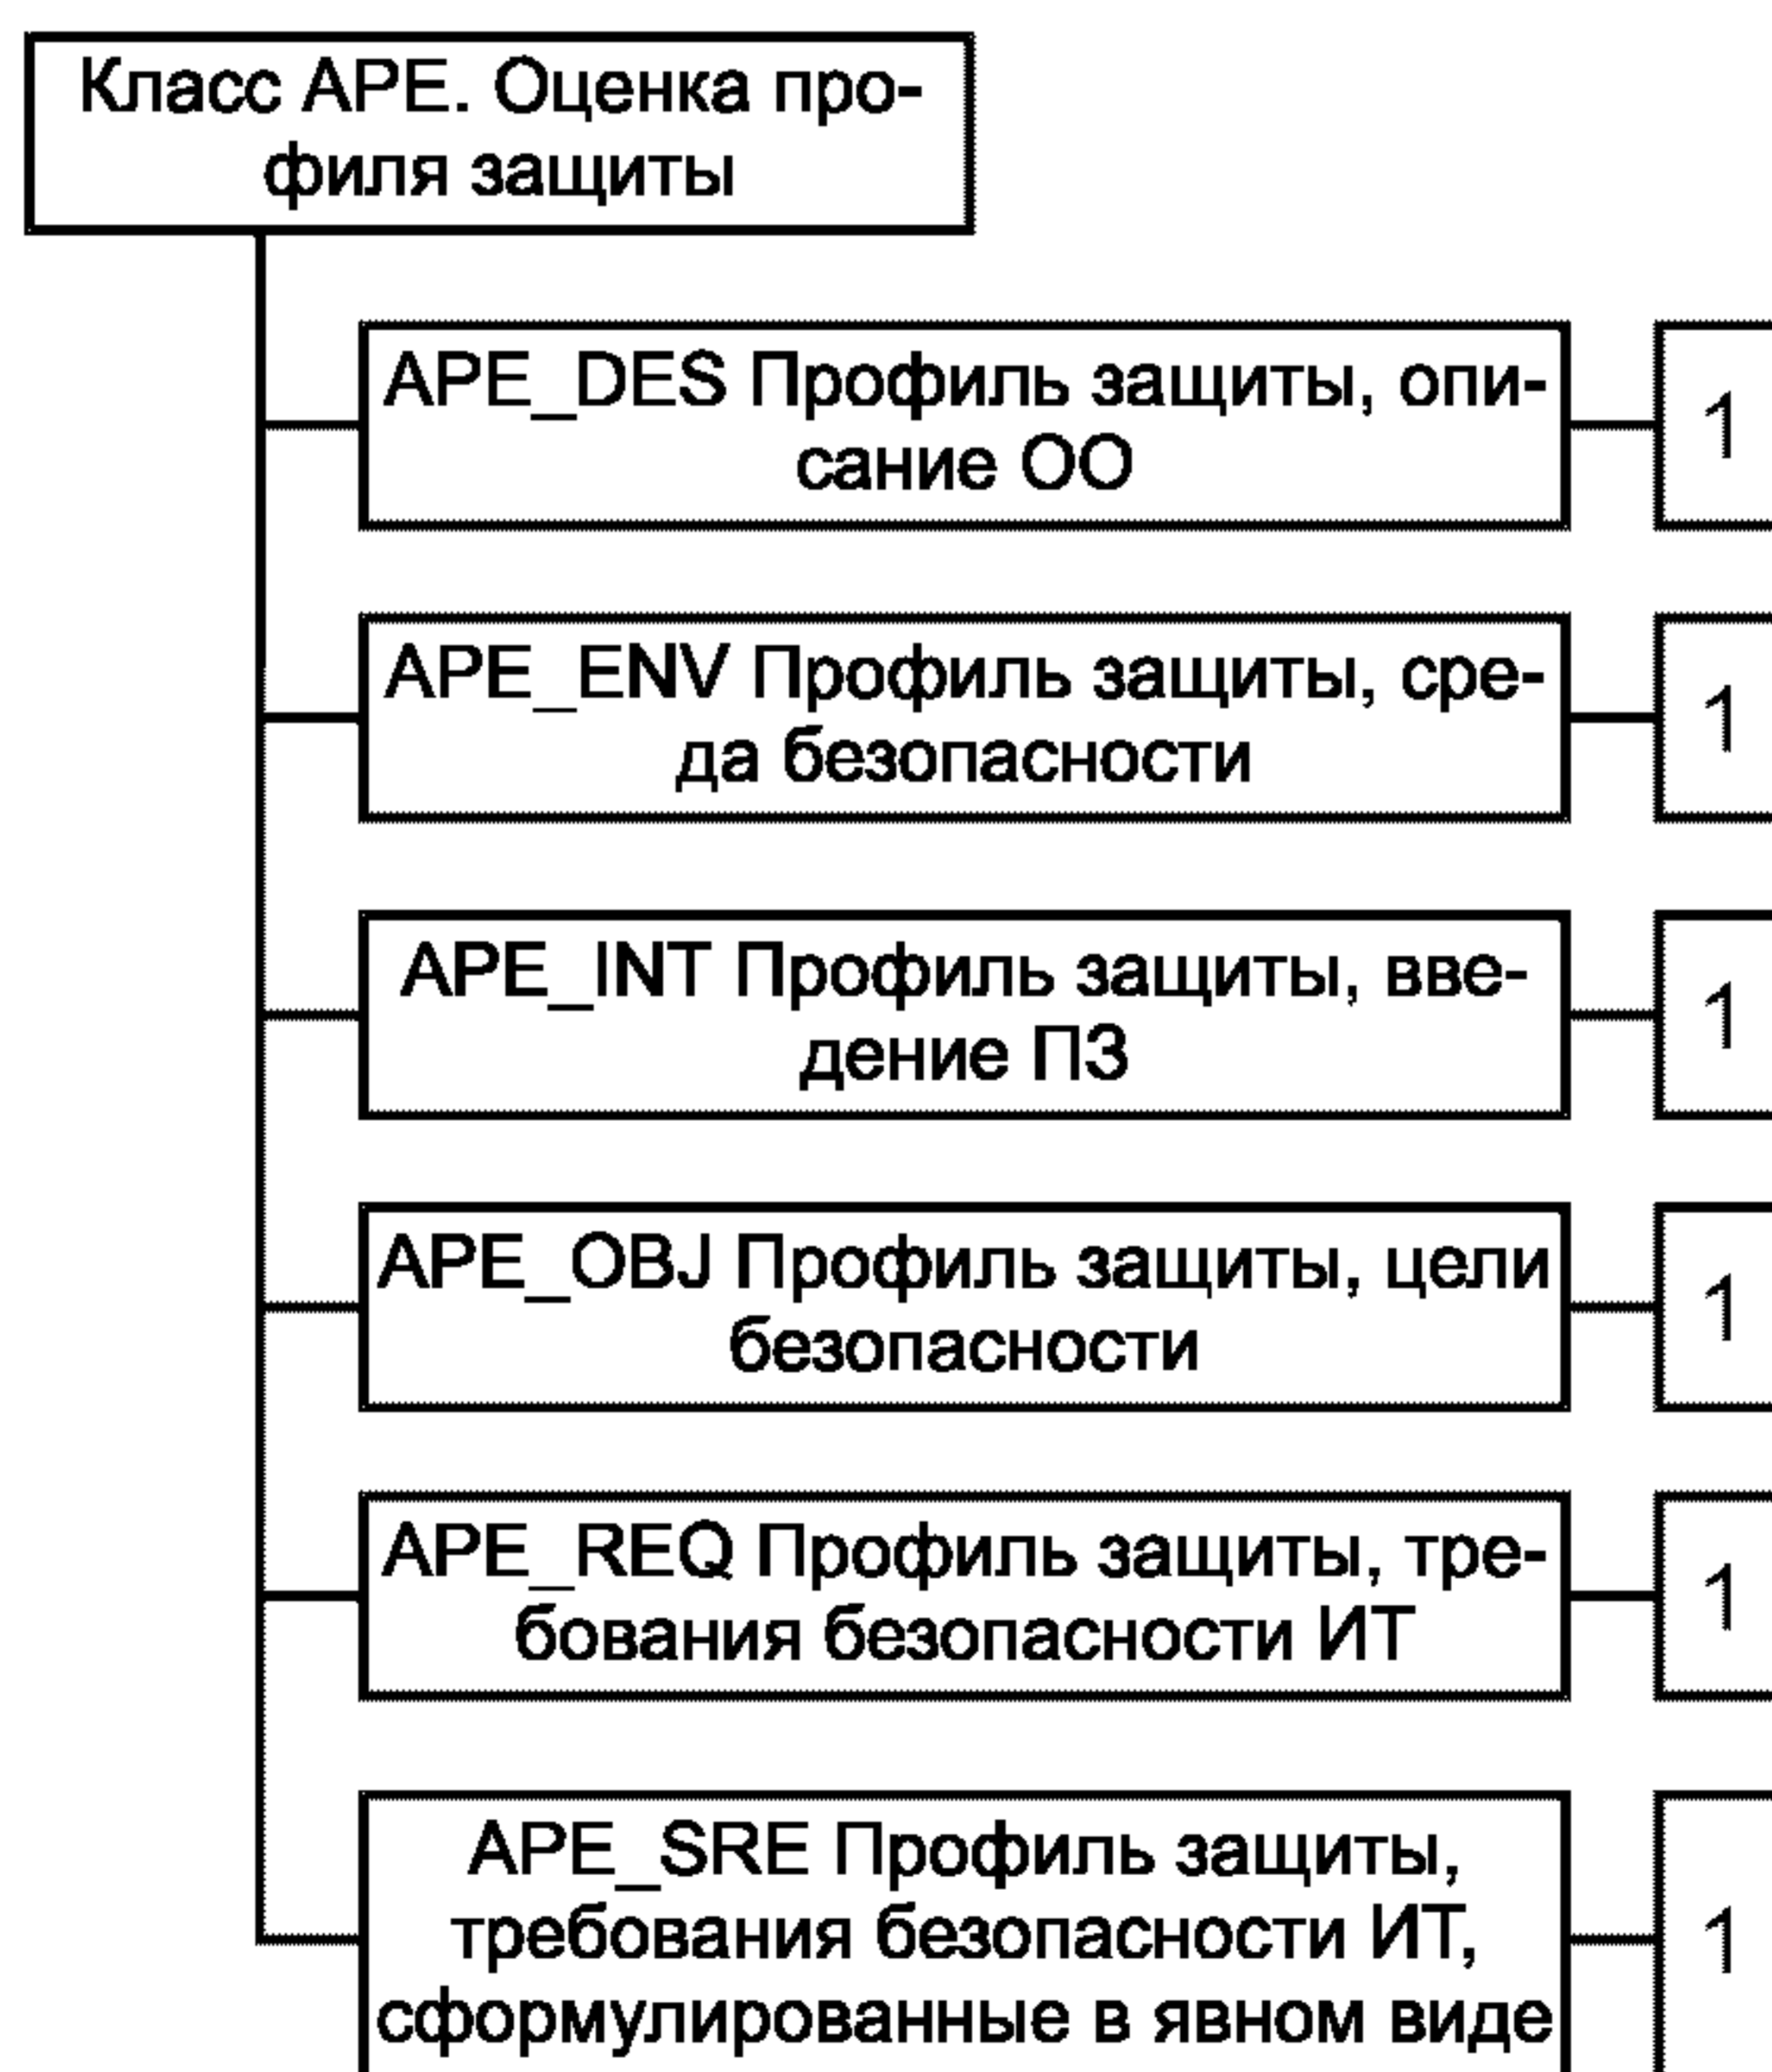 Класс APE. Оценка про-
филя защиты
APE_DES Профиль защиты, опи-
сание ОО
1
APE_ENV Профиль защиты, сре-
да безопасности
1
APE_INT Профиль защиты, вве-
дение ПЗ
1
APE_OBJ Профиль защиты, цели
безопасности
1
APE_REQ Профиль защиты, тре-
бования безопасности ИТ
1
APE_SRE Профиль защиты,
требования безопасности ИТ,
сформулированные в явном виде
1